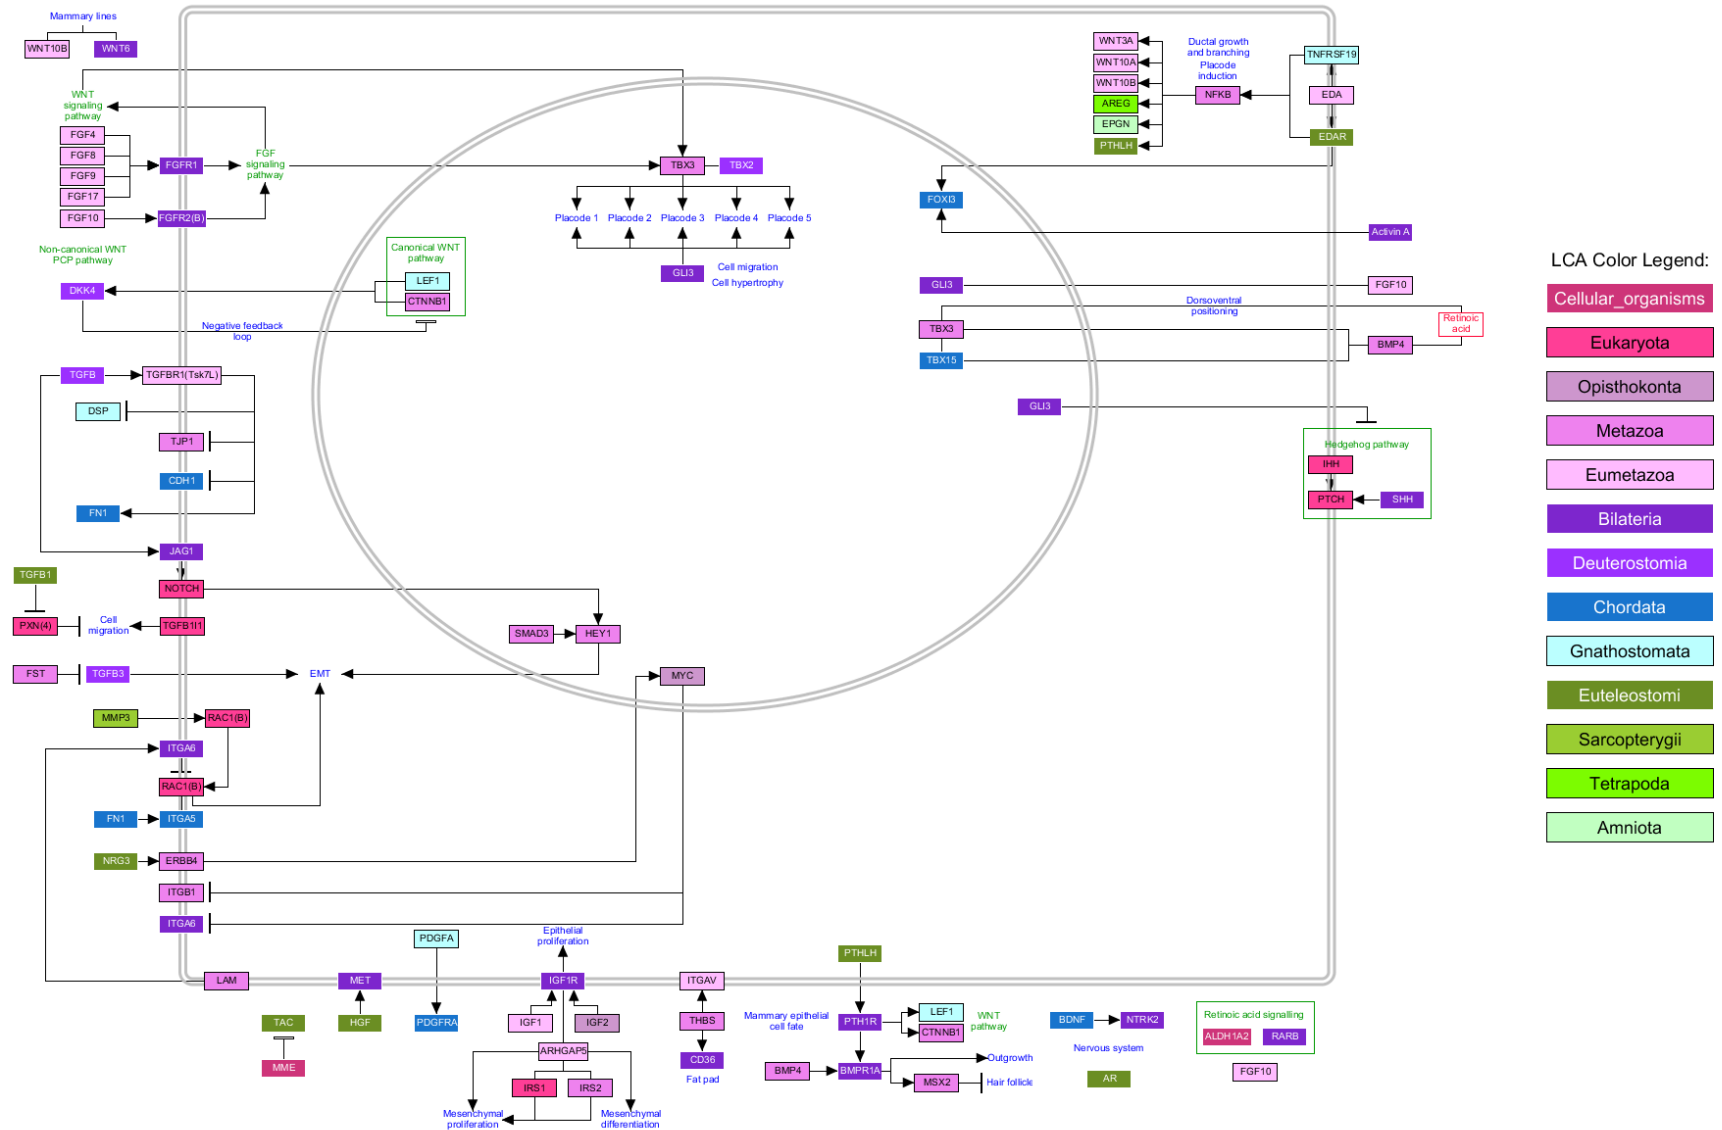 Mammary lines
WNT10B
WNT6
WNT
signaling
pathway
FGF4
FGF8
FGF9
FGF17
FGF10
FGFR1
FGFR2(B)
FGF
signaling
pathway
Non-canonical WNT
PCP pathway
DKK4
Negative feedback
loop
Canonical WNT
pathway
LEF1
CTNNB1
TBX3
TBX2
Placode 1
Placode 2
Placode 3
Placode 4
Placode 5
GLI3
Cell migration
Cell hypertrophy
WNT3A
WNT10A
WNT10B
AREG
EPGN
PTHLH
Ductal growth
and branching
Placode
induction
NFKB
TNFRSF19
EDA
EDAR
FOXI3
Activin A
GLI3
FGF10
Dorsoventral
positioning
TBX3
TBX15
BMP4
Retinoic
acid
GLI3
Hedgehog pathway
IHH
PTCH
SHH
TGFB
TGFBR1(Tsk7L)
DSP
TJP1
CDH1
FN1
JAG1
TGFB1
NOTCH
PXN(4)
Cell
migration
TGFB1I1
SMAD3
HEY1
FST
TGFB3
EMT
MYC
MMP3
RAC1(B)
ITGA6
RAC1(B)
FN1
ITGA5
NRG3
ERBB4
ITGB1
ITGA6
LAM
MET
HGF
TAC
MME
PDGFA
PDGFRA
Epithelial
proliferation
IGF1R
IGF1
IGF2
ARHGAP5
IRS1
IRS2
Mesenchymal
proliferation
Mesenchymal
differentiation
ITGAV
THBS
CD36
Fat pad
PTHLH
Mammary epithelial
cell fate
PTH1R
LEF1
CTNNB1
WNT
pathway
BMP4
BMPR1A
Outgrowth
MSX2
Hair follicle
BDNF
NTRK2
Nervous system
AR
Retinoic acid signalling
ALDH1A2
RARB
FGF10
LCA Color Legend:
Cellular_organisms
Eukaryota
Opisthokonta
Metazoa
Eumetazoa
Bilateria
Deuterostomia
Chordata
Gnathostomata
Euteleostomi
Sarcopterygii
Tetrapoda
Amniota